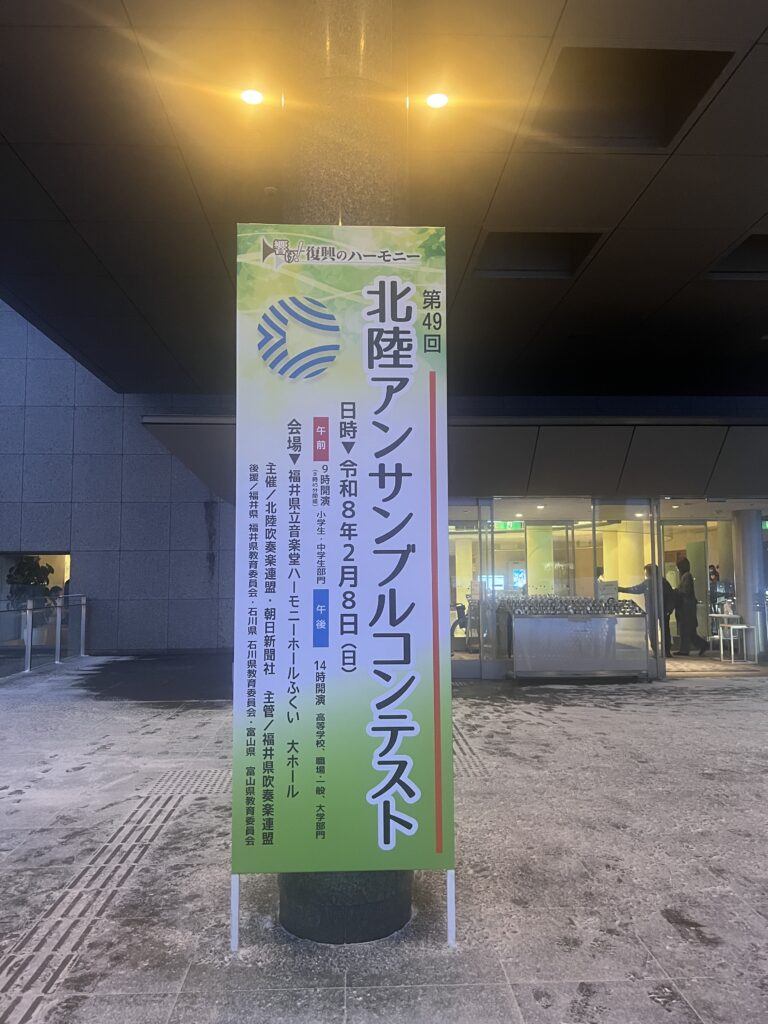 響け!復興のハーモニー
第49回
北陸アンサンブルコンテスト
日時▼令和8年2月8日(日)
午前
9時開演 小学生・中学生部門
午後
14時開演 高等学校、職場・一般、大学部門
会場▼福井県立音楽堂ハーモニーホールふくい 大ホール
主催/北陸吹奏楽連盟・朝日新聞社 主管/福井県吹奏楽連盟
後援/福井県 福井県教育委員会・石川県 石川県教育委員会・富山県 富山県教育委員会